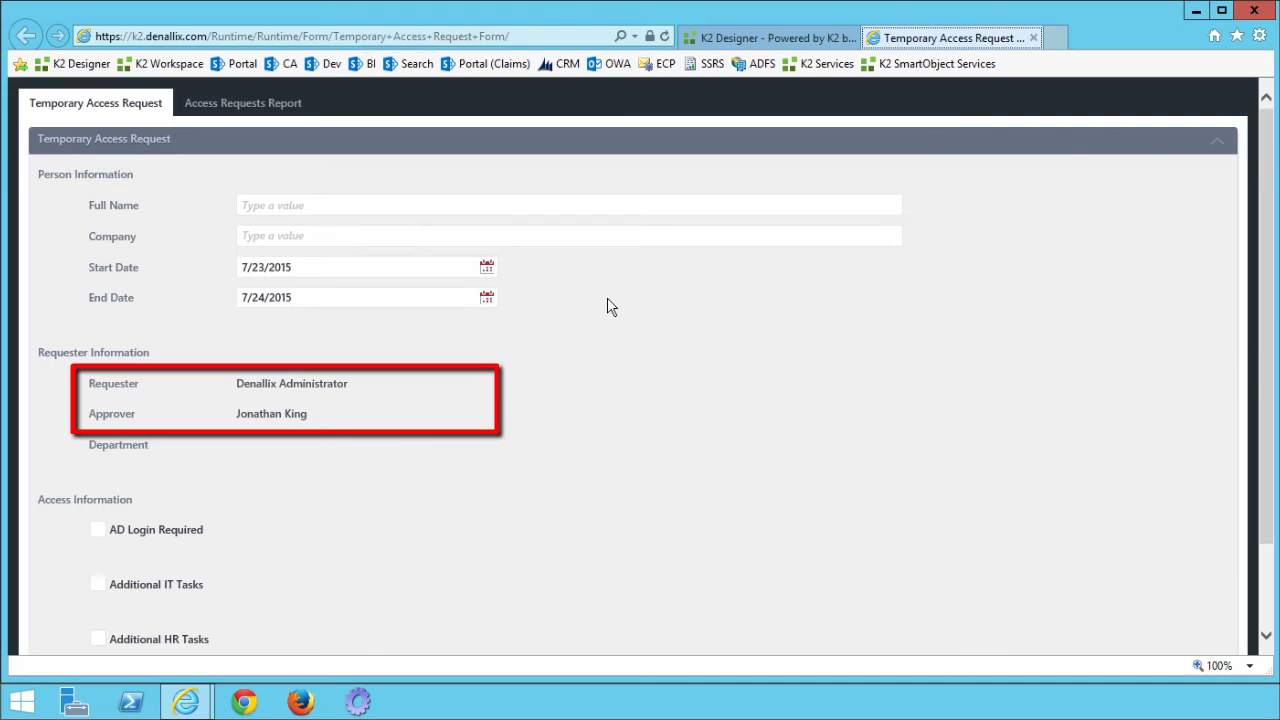 https://k2.denallix.com/Runtime/Runtime/Form/Temporary+Access+Request+Form/
K2 Designer - Powered by K2 b...
Temporary Access Request ...
K2 Designer
K2 Workspace
Portal
CA
Dev
BI
Search
Portal (Claims)
CRM
OWA
ECP
SSRS
ADFS
K2 Services
K2 SmartObject Services
Temporary Access Request
Access Requests Report
Temporary Access Request
Person Information
Full Name
Type a value
Company
Type a value
Start Date
7/23/2015
End Date
7/24/2015
Requester Information
Requester
Denallix Administrator
Approver
Jonathan King
Department
Access Information
AD Login Required
Additional IT Tasks
Additional HR Tasks
100%